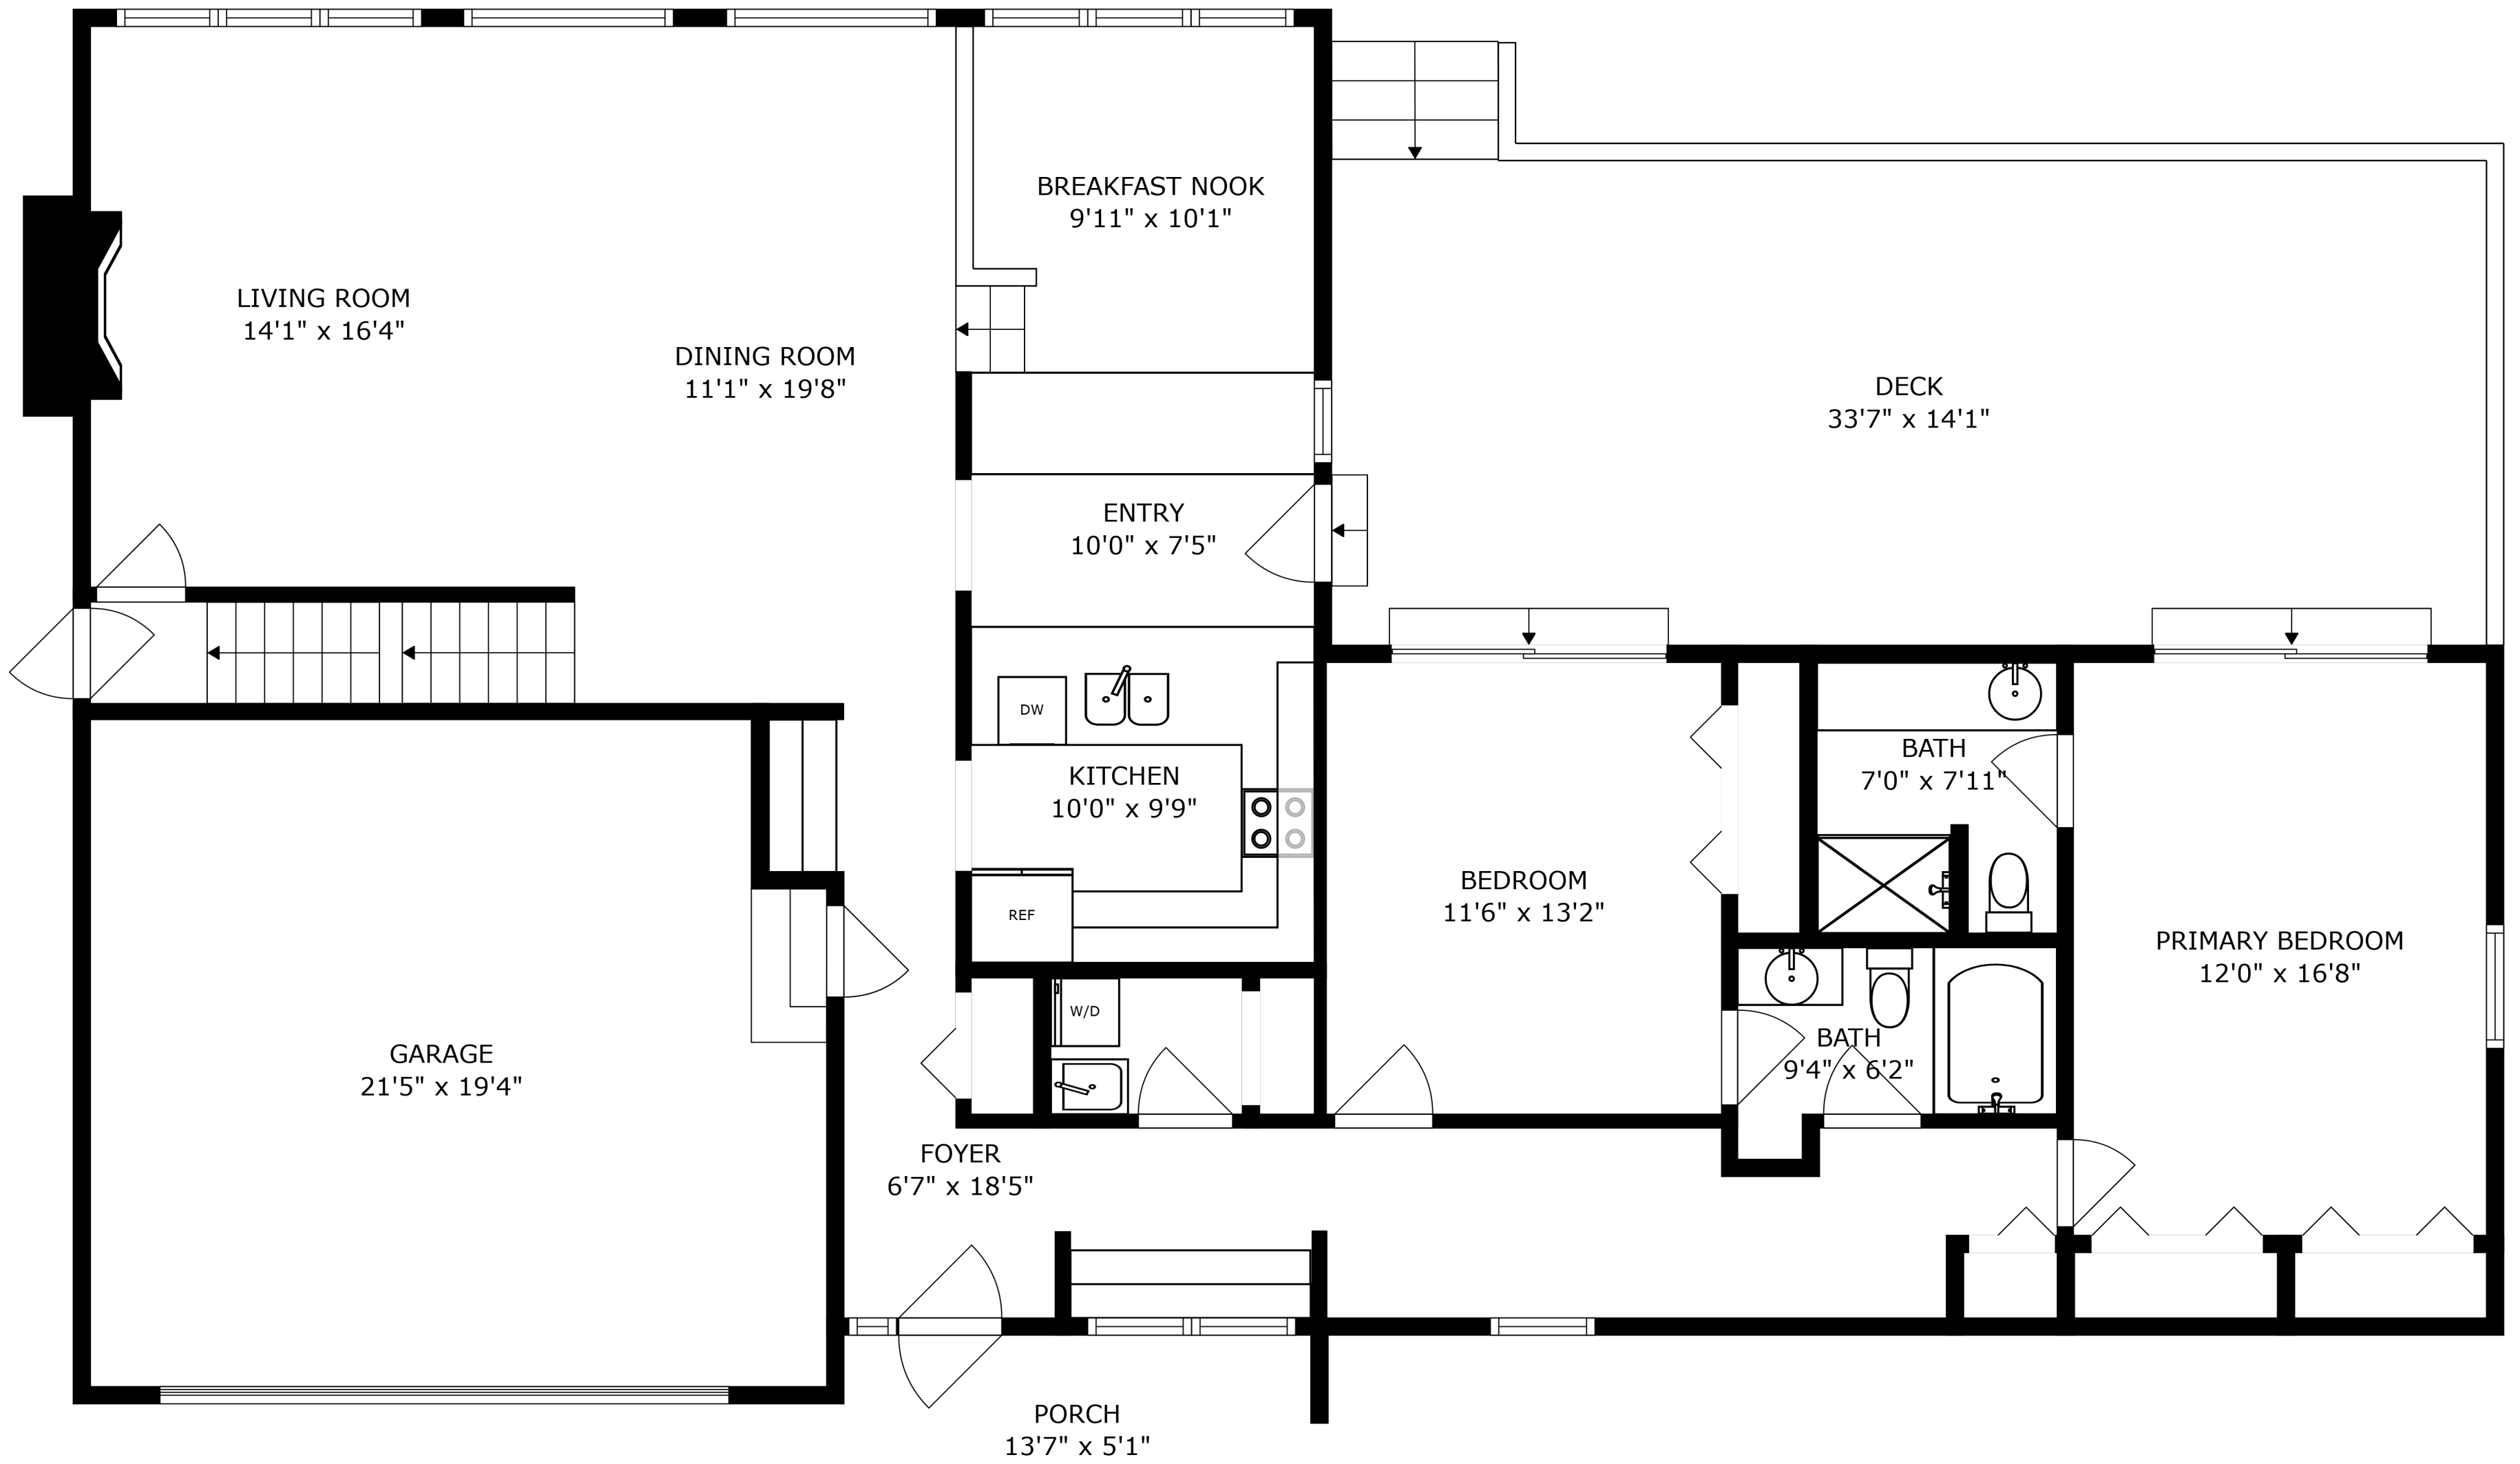 BREAKFAST NOOK
9'11" x 10'1"
LIVING ROOM
14'1" x 16'4"
DINING ROOM
11'1" x 19'8"
DECK
33'7" x 14'1"
ENTRY
10'0" x 7'5"
DW
KITCHEN
10'0" x 9'9"
REF
BATH
7'0" x 7'11"
BEDROOM
11'6" x 13'2"
PRIMARY BEDROOM
12'0" x 16'8"
W/D
BATH
9'4" x 6'2"
GARAGE
21'5" x 19'4"
FOYER
6'7" x 18'5"
PORCH
13'7" x 5'1"